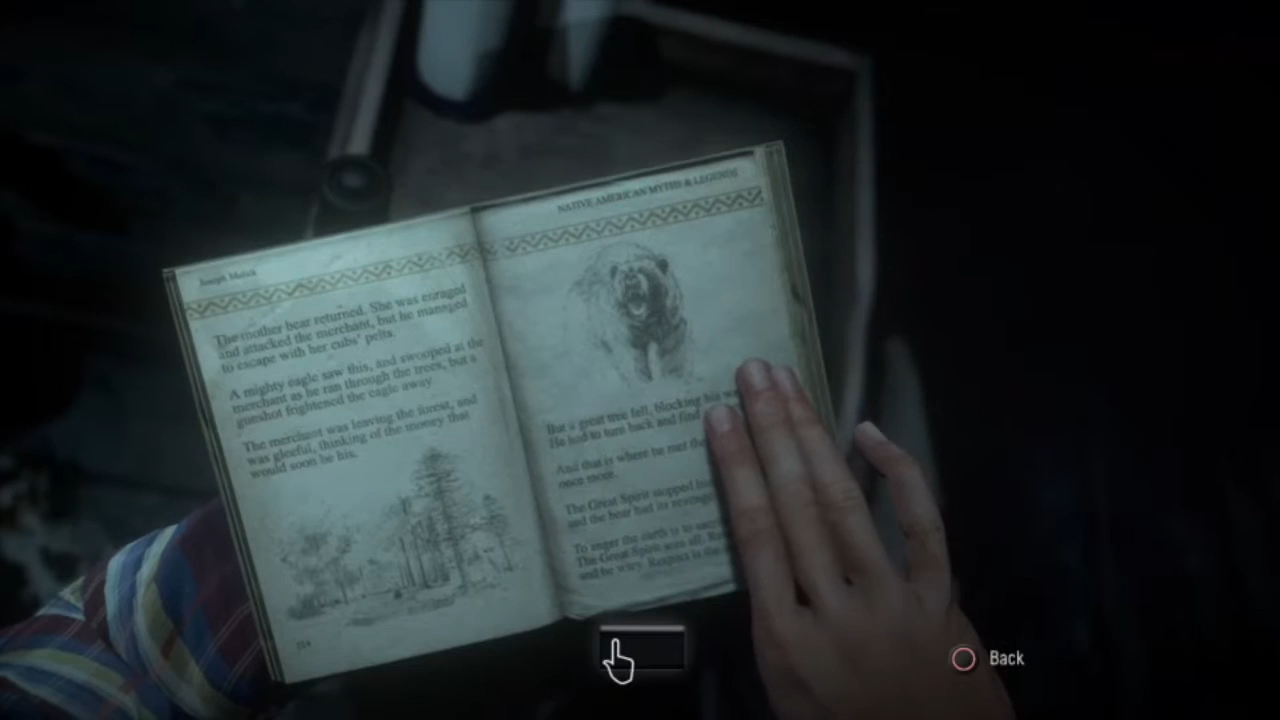 Joseph Malick
The mother bear returned. She was enraged
and attacked the merchant, but he managed
to escape with her cubs' pelts.
A mighty eagle saw this, and swooped at the
merchant as he ran through the trees, but a
gunshot frightened the eagle away
The merchant was leaving the forest, and
was gleeful, thinking of the money that
would soon be his.
NATIVE AMERICAN MYTHS & LEGENDS
But a great tree fell, blocking his
He had to turn back and find
And that is where he met the
once more.
The Great Spirit stopped
and the bear had its revenge
To anger the earth is to
The Great Spirit sees all.
and be wary. Respect is the
Back